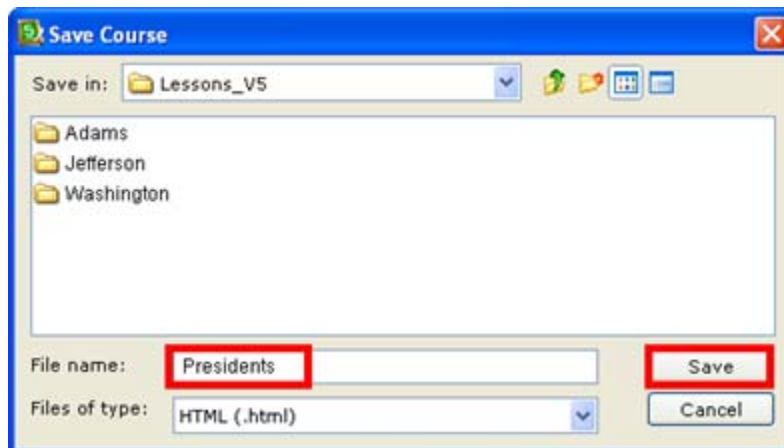 Save Course
Save in: Lessons_V5
Adams
Jefferson
Washington
File name: Presidents Save
Files of type: HTML (.html) Cancel